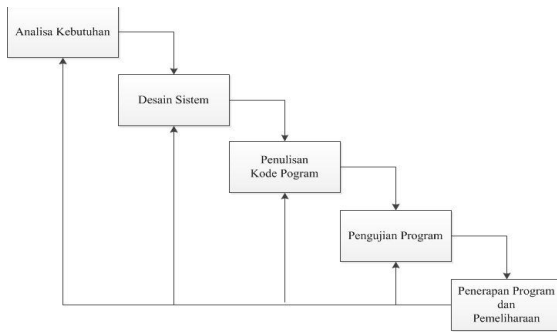 Analisa Kebutuhan
Desain Sistem
Penulisan
Kode Pogram
Pengujian Program
Penerapan Program
dan
Pemeliharaan